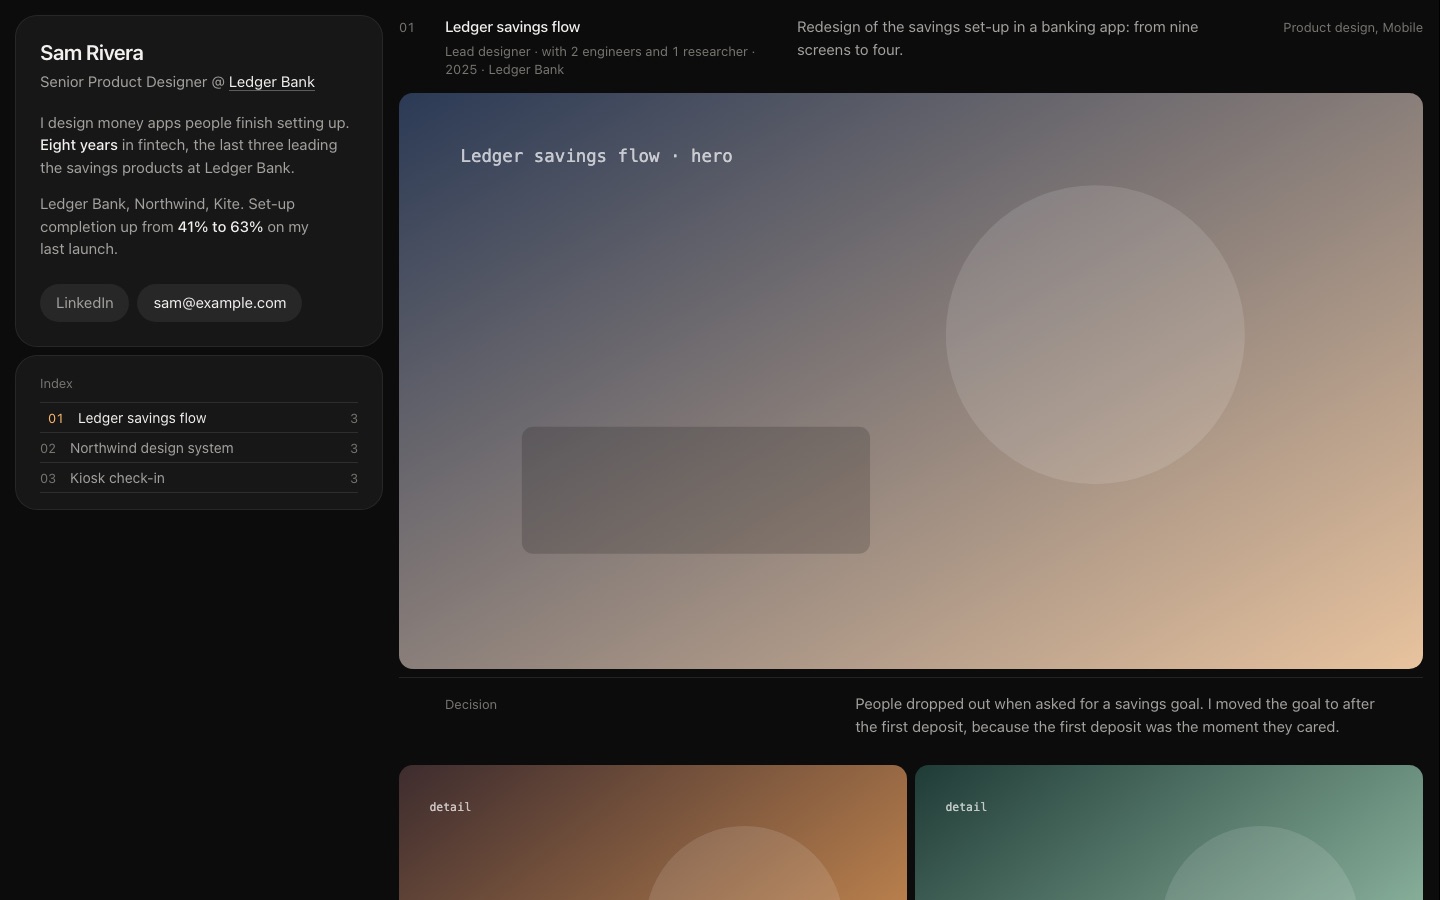 Sam Rivera
Senior Product Designer @ Ledger Bank
I design money apps people finish setting up.
Eight years in fintech, the last three leading
the savings products at Ledger Bank.
Ledger Bank, Northwind, Kite. Set-up
completion up from 41% to 63% on my
last launch.
LinkedIn
sam@example.com
Index
01 Ledger savings flow 3
02 Northwind design system 3
03 Kiosk check-in 3
01
Ledger savings flow
Lead designer · with 2 engineers and 1 researcher ·
2025 · Ledger Bank
Redesign of the savings set-up in a banking app: from nine
screens to four.
Product design, Mobile
Ledger savings flow · hero
Decision
People dropped out when asked for a savings goal. I moved the goal to after
the first deposit, because the first deposit was the moment they cared.
detail
detail